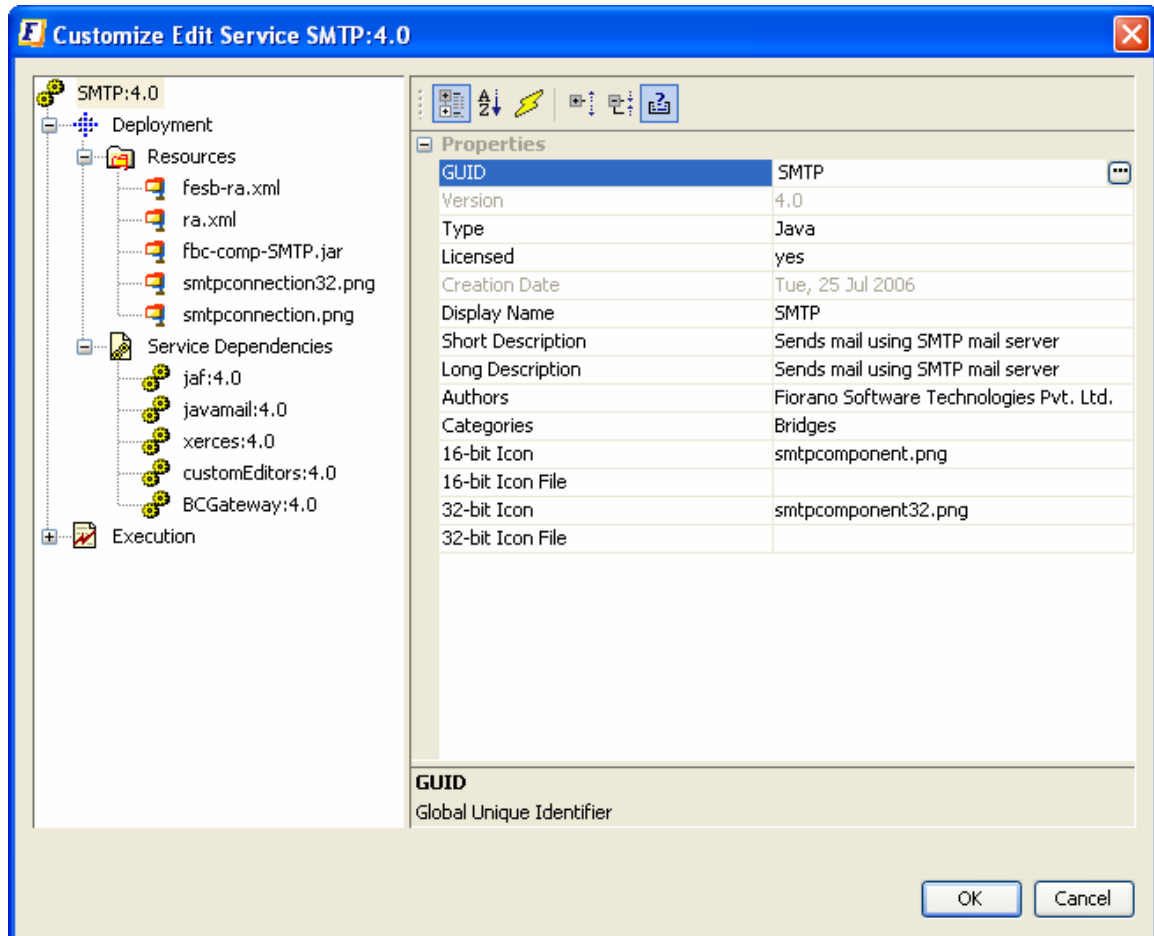 Customize Edit Service SMTP:4.0
SMTP:4.0
Deployment
Resources
fesb-ra.xml
ra.xml
fbc-comp-SMTP.jar
smtpconnection32.png
smtpconnection.png
Service Dependencies
jaf:4.0
javamail:4.0
xerces:4.0
customEditors:4.0
BCGateway:4.0
Execution
Properties
GUID SMTP
Version 4.0
Type Java
Licensed yes
Creation Date Tue, 25 Jul 2006
Display Name SMTP
Short Description Sends mail using SMTP mail server
Long Description Sends mail using SMTP mail server
Authors Fiorano Software Technologies Pvt. Ltd.
Categories Bridges
16-bit Icon smtpcomponent.png
16-bit Icon File
32-bit Icon smtpcomponent32.png
32-bit Icon File
GUID
Global Unique Identifier
OK Cancel